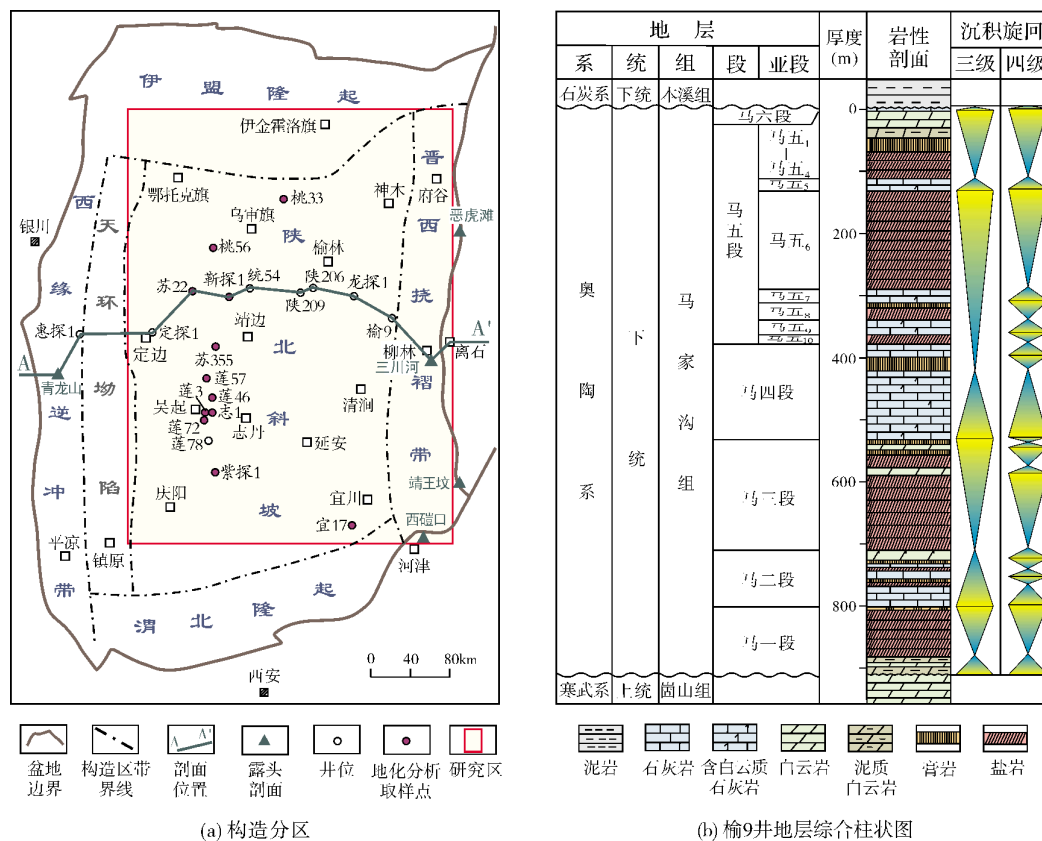 伊盟隆起
伊金霍洛旗
晋西挠褶带
鄂托克旗
桃33
神木
府谷
西缘逆冲带
天环坳陷
银川
乌审旗
陕北斜坡
恶虎滩
桃56
榆林
苏22
靳探1
统54
陕206
陕209
龙探1
惠探1
定探1
靖边
榆9
A'
定边
柳林
离石
苏355
三川河
A
青龙山
莲57
莲3
莲46
清涧
吴起
志1
志丹
莲72
莲78
延安
紫探1
靖王坟
庆阳
宜川
宜17
西磑口
平凉
镇原
河津
渭北隆起
0 40 80km
西安
A A'
盆地边界
构造区带界线
剖面位置
露头剖面
井位
地化分析取样点
研究区
(a) 构造分区
地层
厚度(m)
岩性剖面
沉积旋回
系
统
组
段
亚段
三级
四级
石炭系
下统
本溪组
0
马六段
马五1
|
马五4
马五5
马五段
200
马五6
奥陶系
下统
马家沟组
马五7
马五8
马五9
马五10
400
马四段
600
马三段
马二段
800
马一段
寒武系
上统
崮山组
泥岩
石灰岩
含白云质石灰岩
白云岩
泥质白云岩
膏岩
盐岩
(b) 榆9井地层综合柱状图